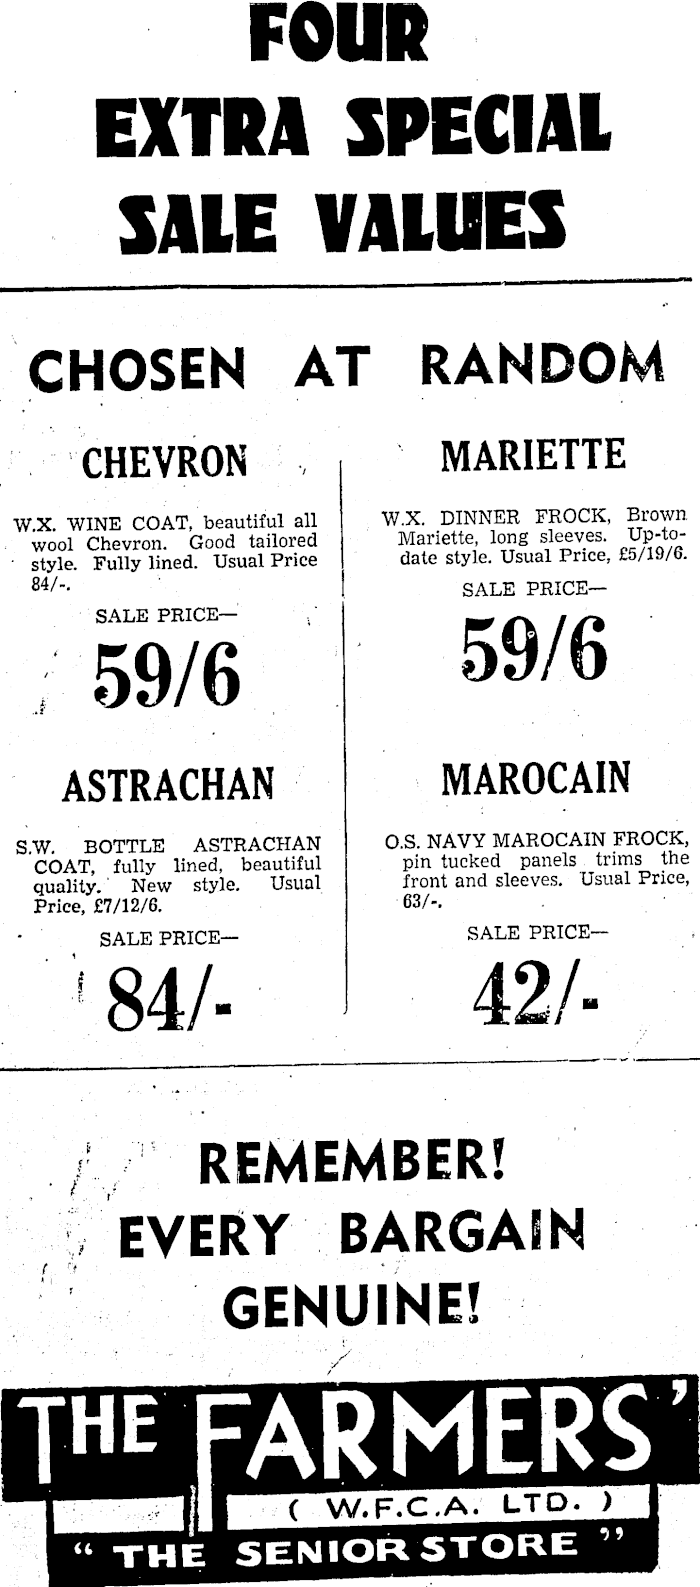 FOUR
EXTRA SPECIAL
SALE VALUES
CHOSEN AT RANDOM
CHEVRON
W.X. WINE COAT, beautiful all
wool Chevron. Good tailored
style. Fully lined. Usual Price
84/-.
SALE PRICE—
59/6
MARIETTE
W.X. DINNER FROCK, Brown
Mariette, long sleeves. Up-to-
date style. Usual Price, £5/19/6.
SALE PRICE—
59/6
ASTRACHAN
S.W. BOTTLE ASTRACHAN
COAT, fully lined, beautiful
quality. New style. Usual
Price, £7/12/6.
SALE PRICE—
84/-
MAROCAIN
O.S. NAVY MAROCAIN FROCK,
pin tucked panels trims the
front and sleeves. Usual Price,
63/-.
SALE PRICE—
42/-
REMEMBER!
EVERY BARGAIN
GENUINE!
THE FARMERS'
( W.F.C.A. LTD. )
“ THE SENIOR STORE ”